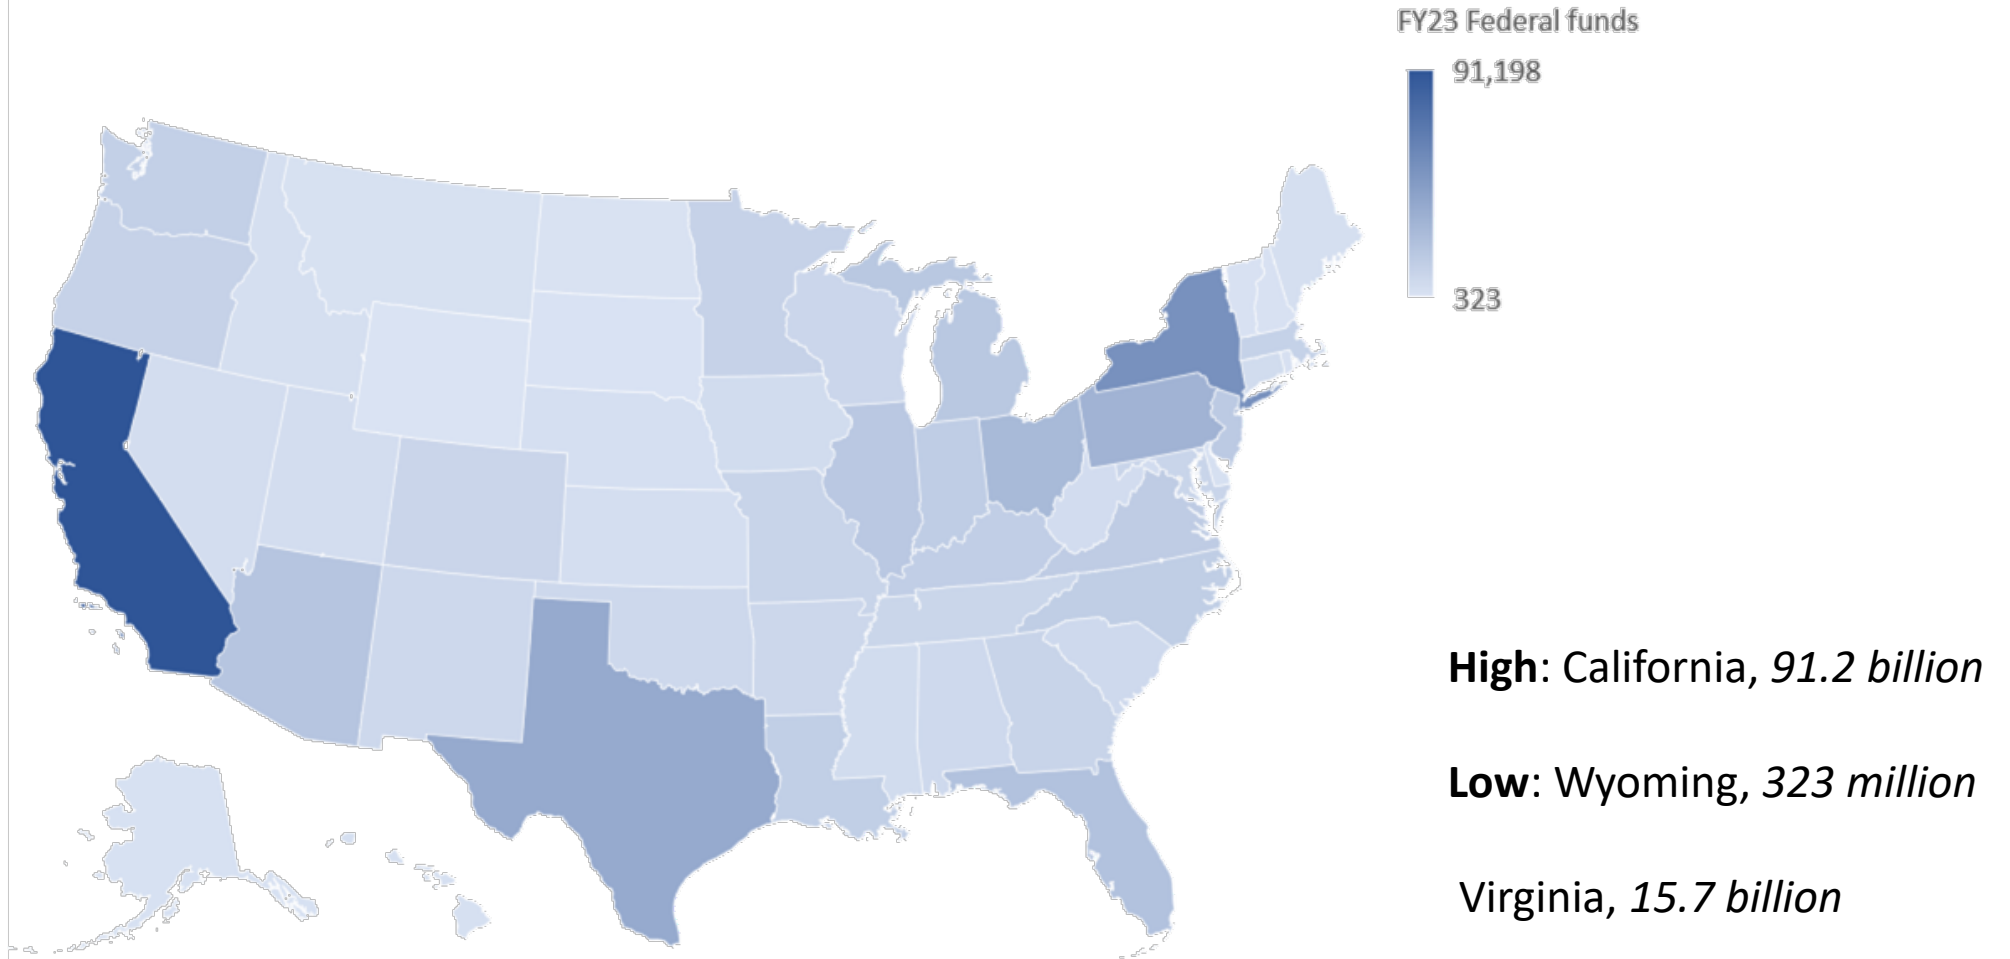 FY23 Federal funds
91,198
323
High: California, 91.2 billion
Low: Wyoming, 323 million
Virginia, 15.7 billion